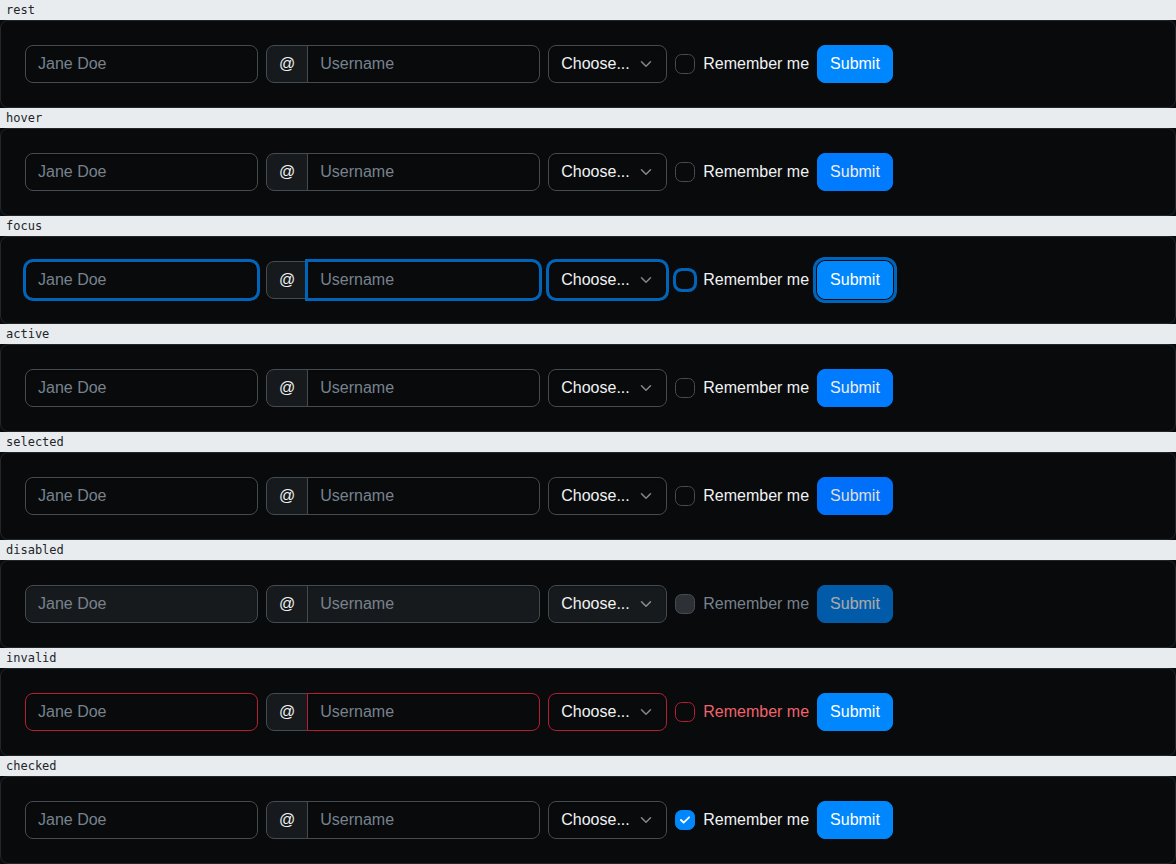 rest
Jane Doe @ Username Choose... Remember me Submit
hover
Jane Doe @ Username Choose... Remember me Submit
focus
Jane Doe @ Username Choose... Remember me Submit
active
Jane Doe @ Username Choose... Remember me Submit
selected
Jane Doe @ Username Choose... Remember me Submit
disabled
Jane Doe @ Username Choose... Remember me Submit
invalid
Jane Doe @ Username Choose... Remember me Submit
checked
Jane Doe @ Username Choose... Remember me Submit